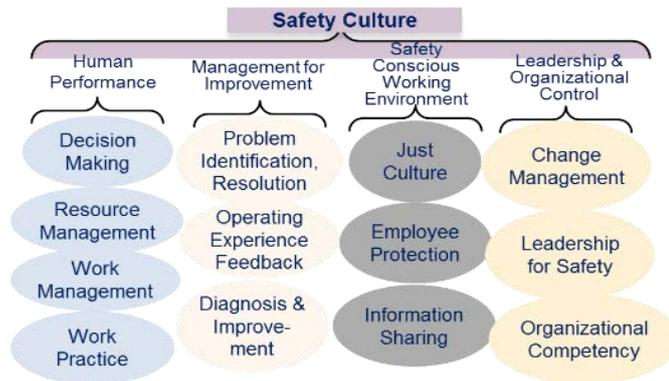 Safety Culture
Human
Performance
Management for
Improvement
Safety
Conscious
Working
Environment
Leadership &
Organizational
Control
Decision
Making
Resource
Management
Work
Management
Work
Practice
Problem
Identification,
Resolution
Operating
Experience
Feedback
Diagnosis &
Improve-
ment
Just
Culture
Employee
Protection
Information
Sharing
Change
Management
Leadership
for Safety
Organizational
Competency